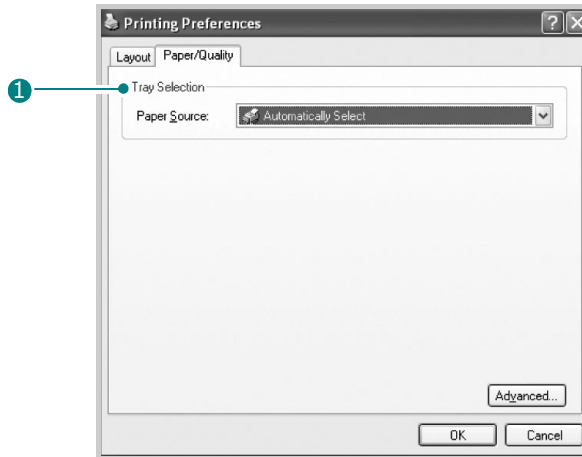 Printing Preferences
Layout Paper/Quality
1 Tray Selection
Paper Source: Automatically Select
Advanced...
OK Cancel